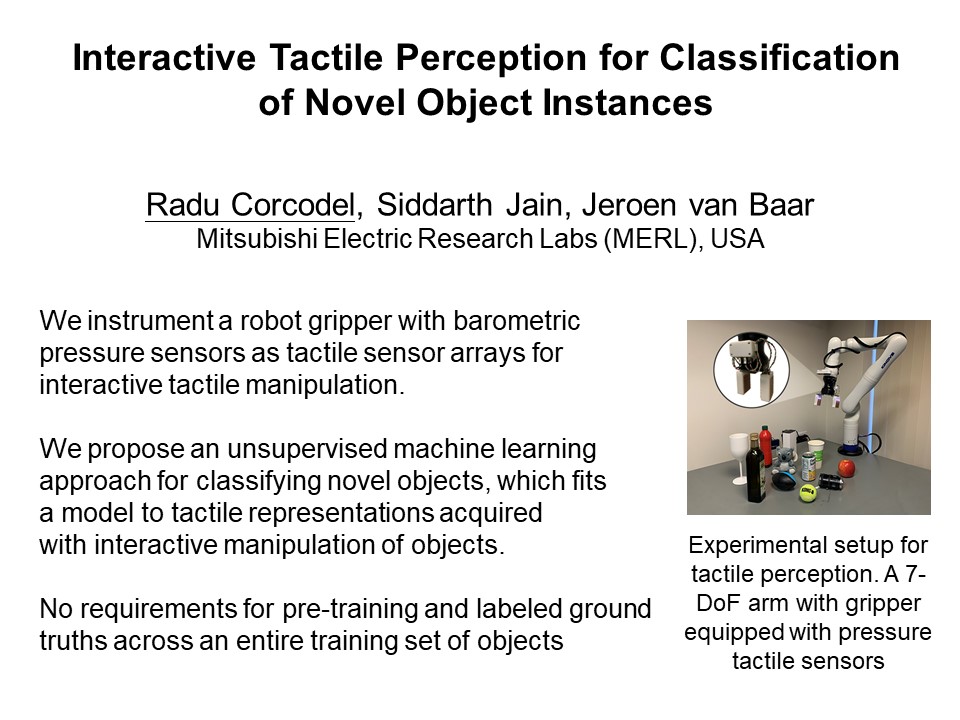 Interactive Tactile Perception for Classification
of Novel Object Instances
Radu Corcodel, Siddarth Jain, Jeroen van Baar
Mitsubishi Electric Research Labs (MERL), USA
We instrument a robot gripper with barometric
pressure sensors as tactile sensor arrays for
interactive tactile manipulation.
We propose an unsupervised machine learning
approach for classifying novel objects, which fits
a model to tactile representations acquired
with interactive manipulation of objects.
No requirements for pre-training and labeled ground
truths across an entire training set of objects
Experimental setup for
tactile perception. A 7-
DoF arm with gripper
equipped with pressure
tactile sensors